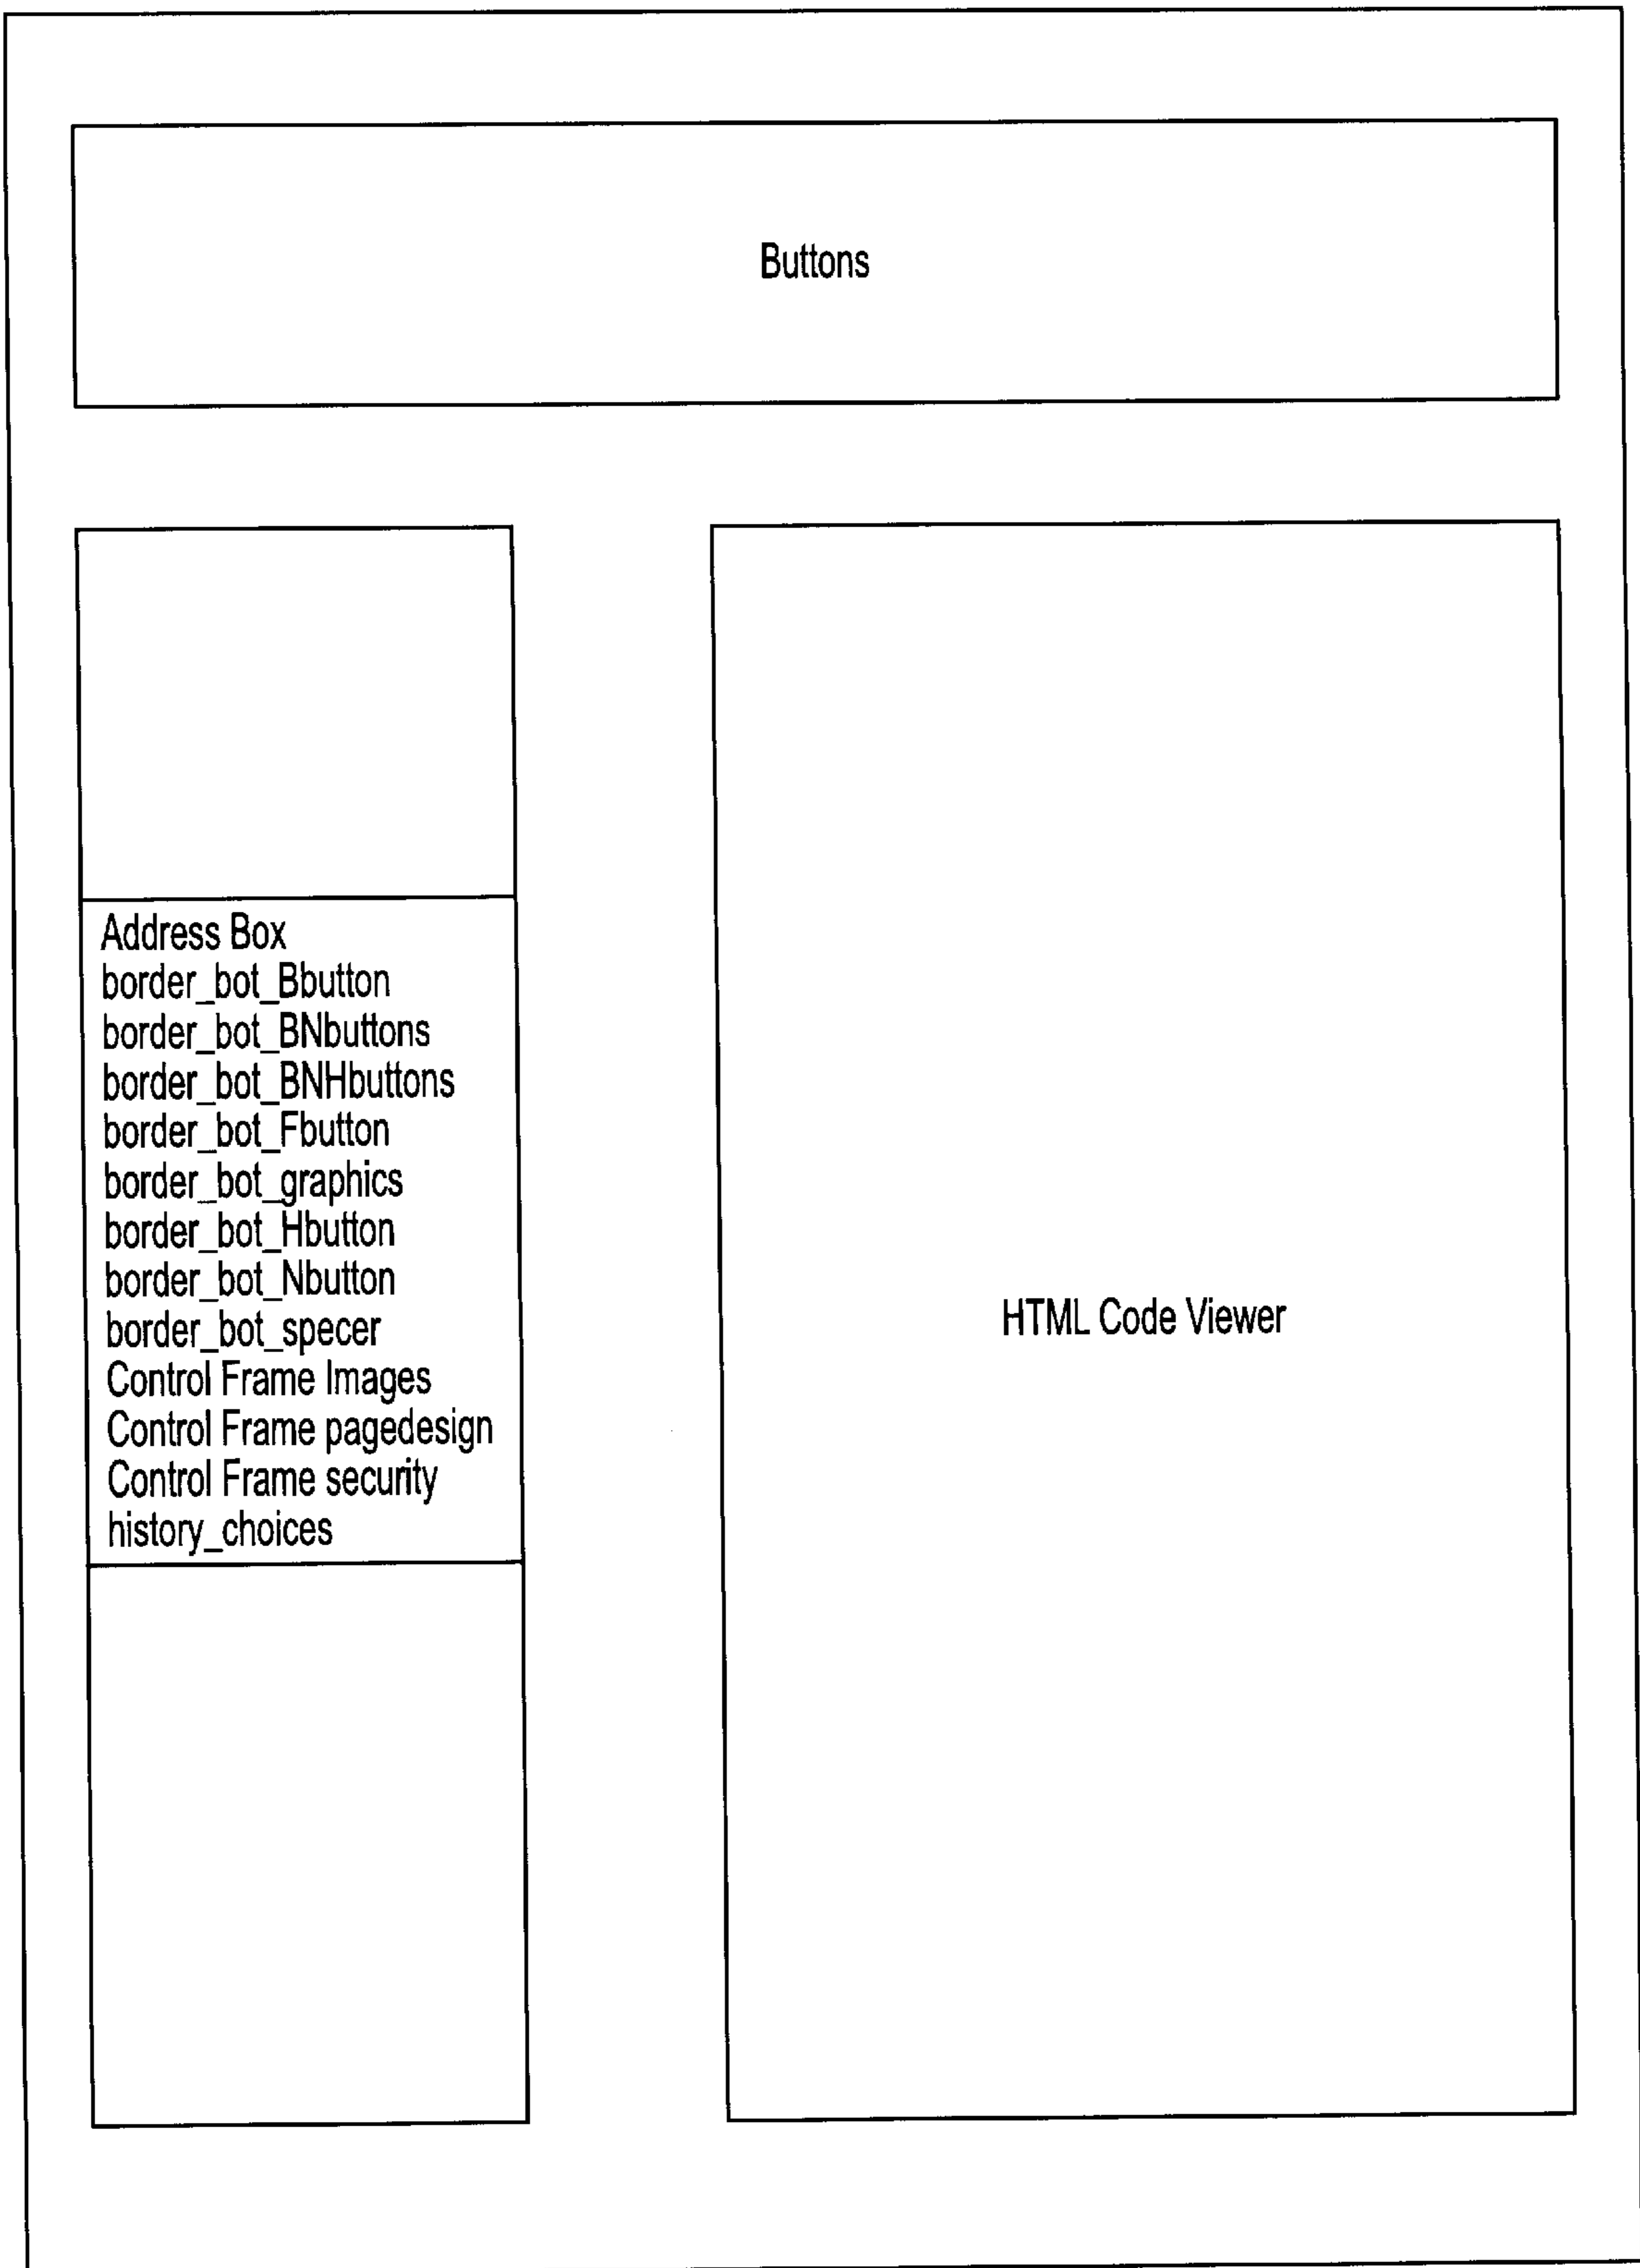 Buttons
Address Box
border_bot_Bbutton
border_bot_BNbuttons
border_bot_BNHbuttons
border_bot_Fbutton
border_bot_graphics
border_bot_Hbutton
border_bot_Nbutton
border_bot_specer
Control Frame Images
Control Frame pagedesign
Control Frame security
history_choices
HTML Code Viewer